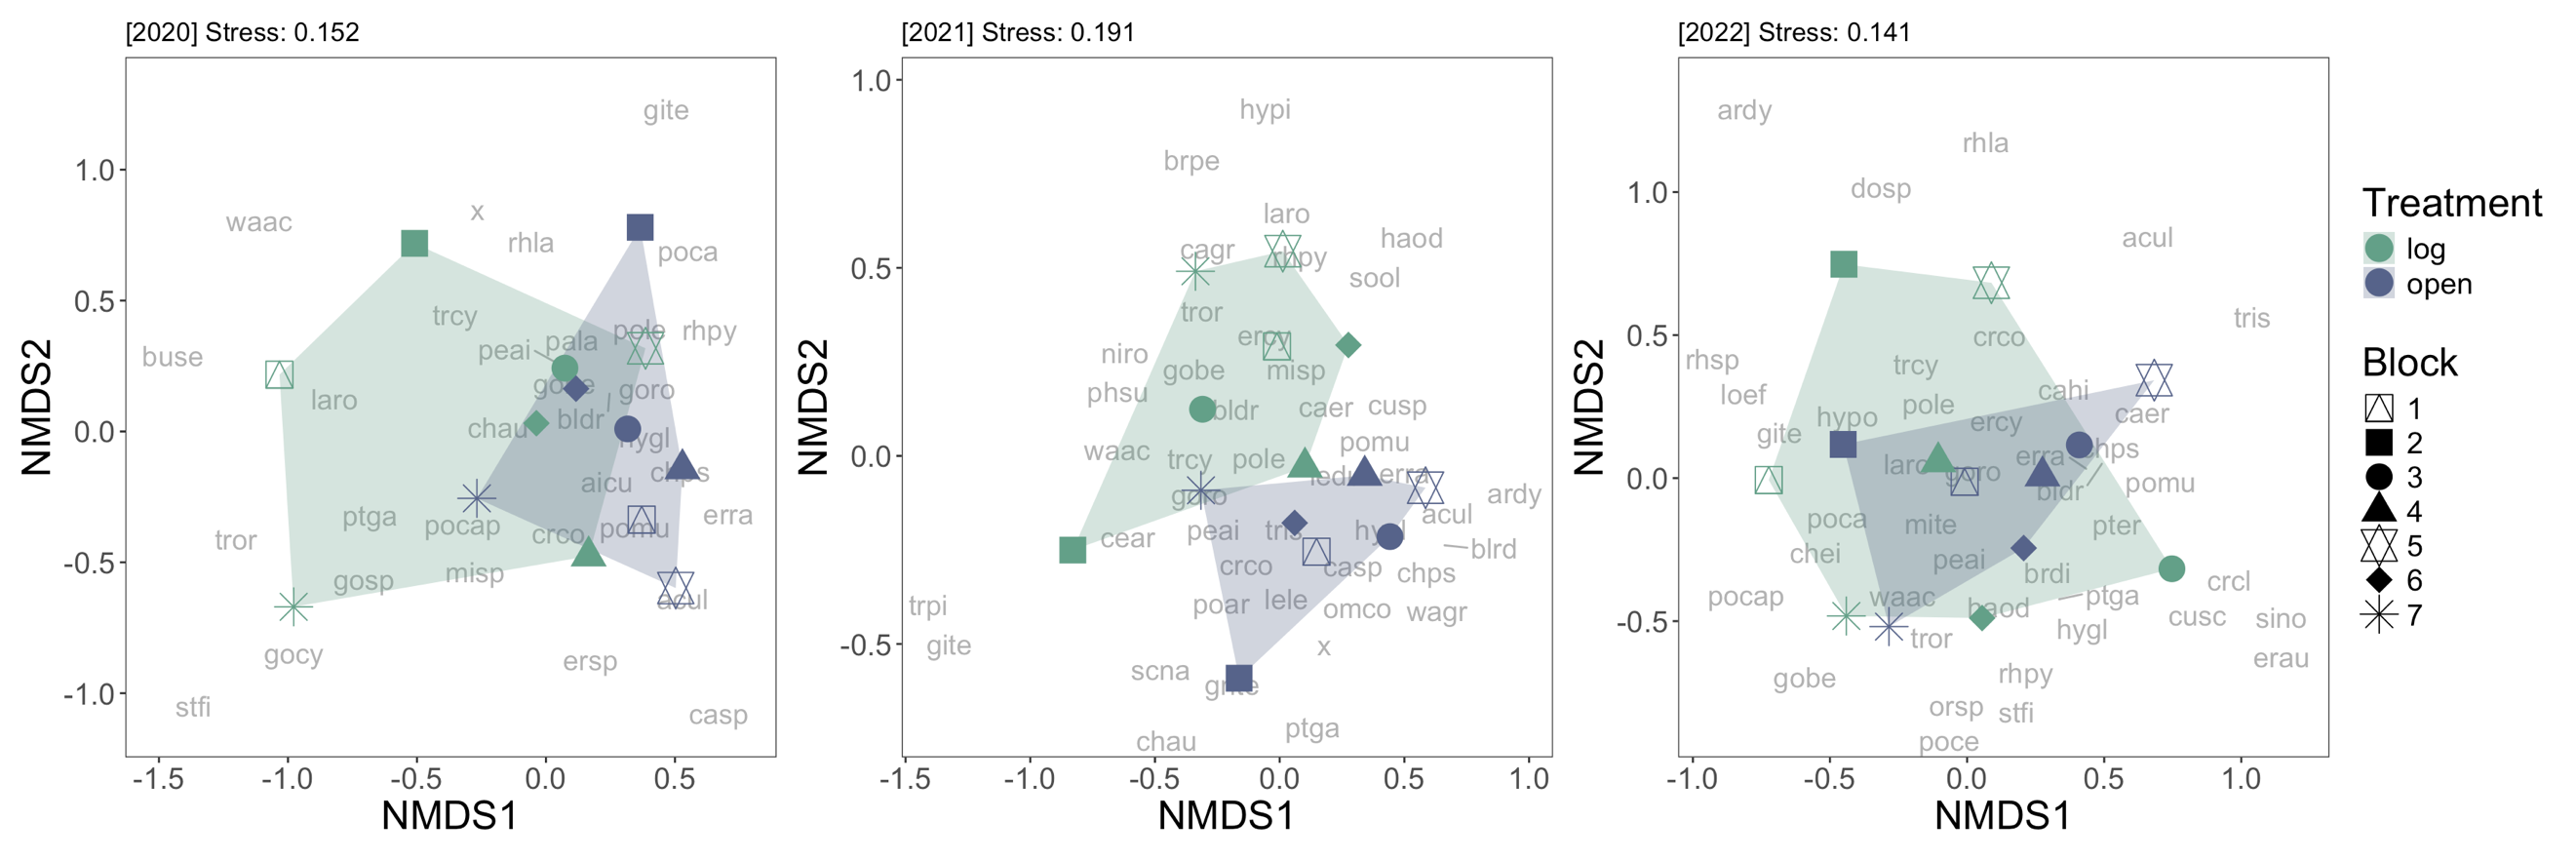 [2020] Stress: 0.152
gite
waac
x
rhla
poca
trcy
pole
rhpy
peai
pala
buse
laro
goro
bldr
chau
hygl
chps
aicu
ptga
pocap
crco
pomu
erra
tror
gosp
misp
acul
gocy
ersp
stfi
casp
1.0
0.5
0.0
-0.5
-1.0
-1.5
-1.0
-0.5
0.0
0.5
NMDS1
NMDS2
[2021] Stress: 0.191
hypi
brpe
laro
haod
cagr
rhpy
sool
tror
ercy
niro
gobe
misp
phsu
bldr
caer
cusp
pomu
waac
trcy
pole
erra
goro
ardy
acul
peai
tris
cear
blrd
crco
casp
chps
poar
lele
omco
wagr
trpi
gite
x
scna
ptga
chau
1.0
0.5
0.0
-0.5
-1.5
-1.0
-0.5
0.0
0.5
1.0
NMDS1
NMDS2
[2022] Stress: 0.141
ardy
rhla
dosp
acul
tris
crco
rhsp
trcy
loef
cahi
pole
hypo
ercy
caer
gite
laro
goro
erra
chps
bldr
pomu
poca
mite
pter
chei
peai
brdi
pocap
waac
haod
ptga
crcl
cusc
sino
tror
hygl
erau
gobe
rhpy
orsp
stfi
poce
1.0
0.5
0.0
-0.5
-1.0
-0.5
0.0
0.5
1.0
NMDS1
NMDS2
Treatment
log
open
Block
1
2
3
4
5
6
7